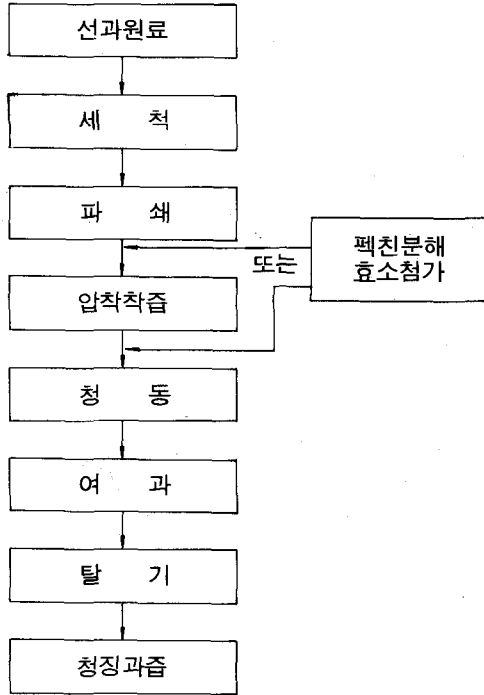 선과원료
세 척
파 쇄
펙친분해
효소첨가
또는
압착착즙
청 동
여 과
탈 기
청징과즙